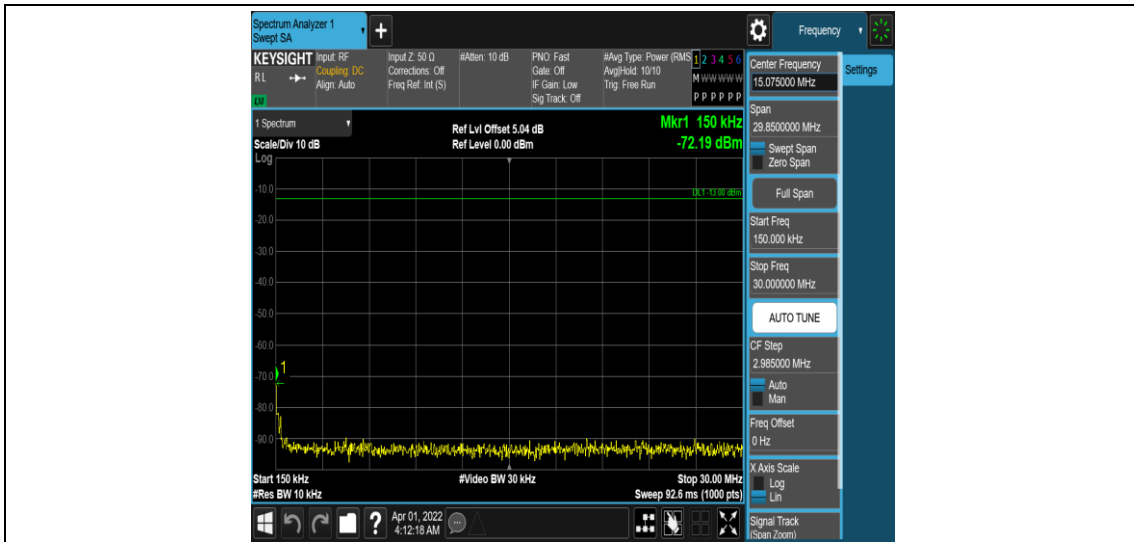 Spectrum Analyzer 1
Swept SA
+
Frequency
KEYSIGHT
RL
LXI
Input: RF
Coupling: DC
Align: Auto
Input Z: 50 Ω
Corrections: Off
Freq Ref: Int (S)
#Atten: 10 dB
PNO: Fast
Gate: Off
IF Gain: Low
Sig Track: Off
#Avg Type: Power (RMS
Avg|Hold: 10/10
Trig: Free Run
1 2 3 4 5 6
M W W W W W
P P P P P P
1 Spectrum
Scale/Div 10 dB
Log
Ref Lvl Offset 5.04 dB
Ref Level 0.00 dBm
Mkr1 150 kHz
-72.19 dBm
DL1 -13.00 dBm
-10.0
-20.0
-30.0
-40.0
-50.0
-60.0
-70.0
-80.0
-90.0
1
Start 150 kHz
#Res BW 10 kHz
#Video BW 30 kHz
Stop 30.00 MHz
Sweep 92.6 ms (1000 pts)
?
Apr 01, 2022
4:12:18 AM
Center Frequency
15.075000 MHz
Settings
Span
29.8500000 MHz
Swept Span
Zero Span
Full Span
Start Freq
150.000 kHz
Stop Freq
30.000000 MHz
AUTO TUNE
CF Step
2.985000 MHz
Auto
Man
Freq Offset
0 Hz
X Axis Scale
Log
Lin
Signal Track
(Span Zoom)